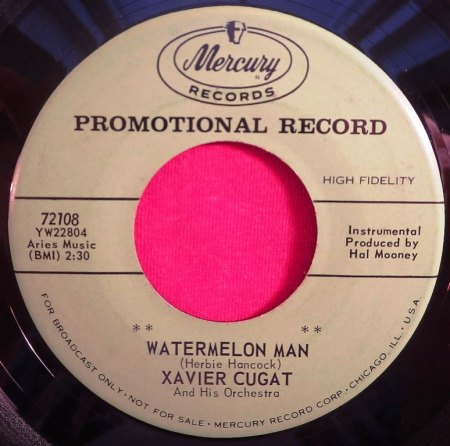 Mercury
RECORDS
PROMOTIONAL RECORD
HIGH FIDELITY
72108
YW22804
Aries Music
(BMI) 2:30
Instrumental
Produced by
Hal Mooney
** **
WATERMELON MAN
(Herbie Hancock)
XAVIER CUGAT
And His Orchestra
FOR BROADCAST ONLY • NOT FOR SALE • MERCURY RECORD CORP. • CHICAGO, ILL. • U.S.A.